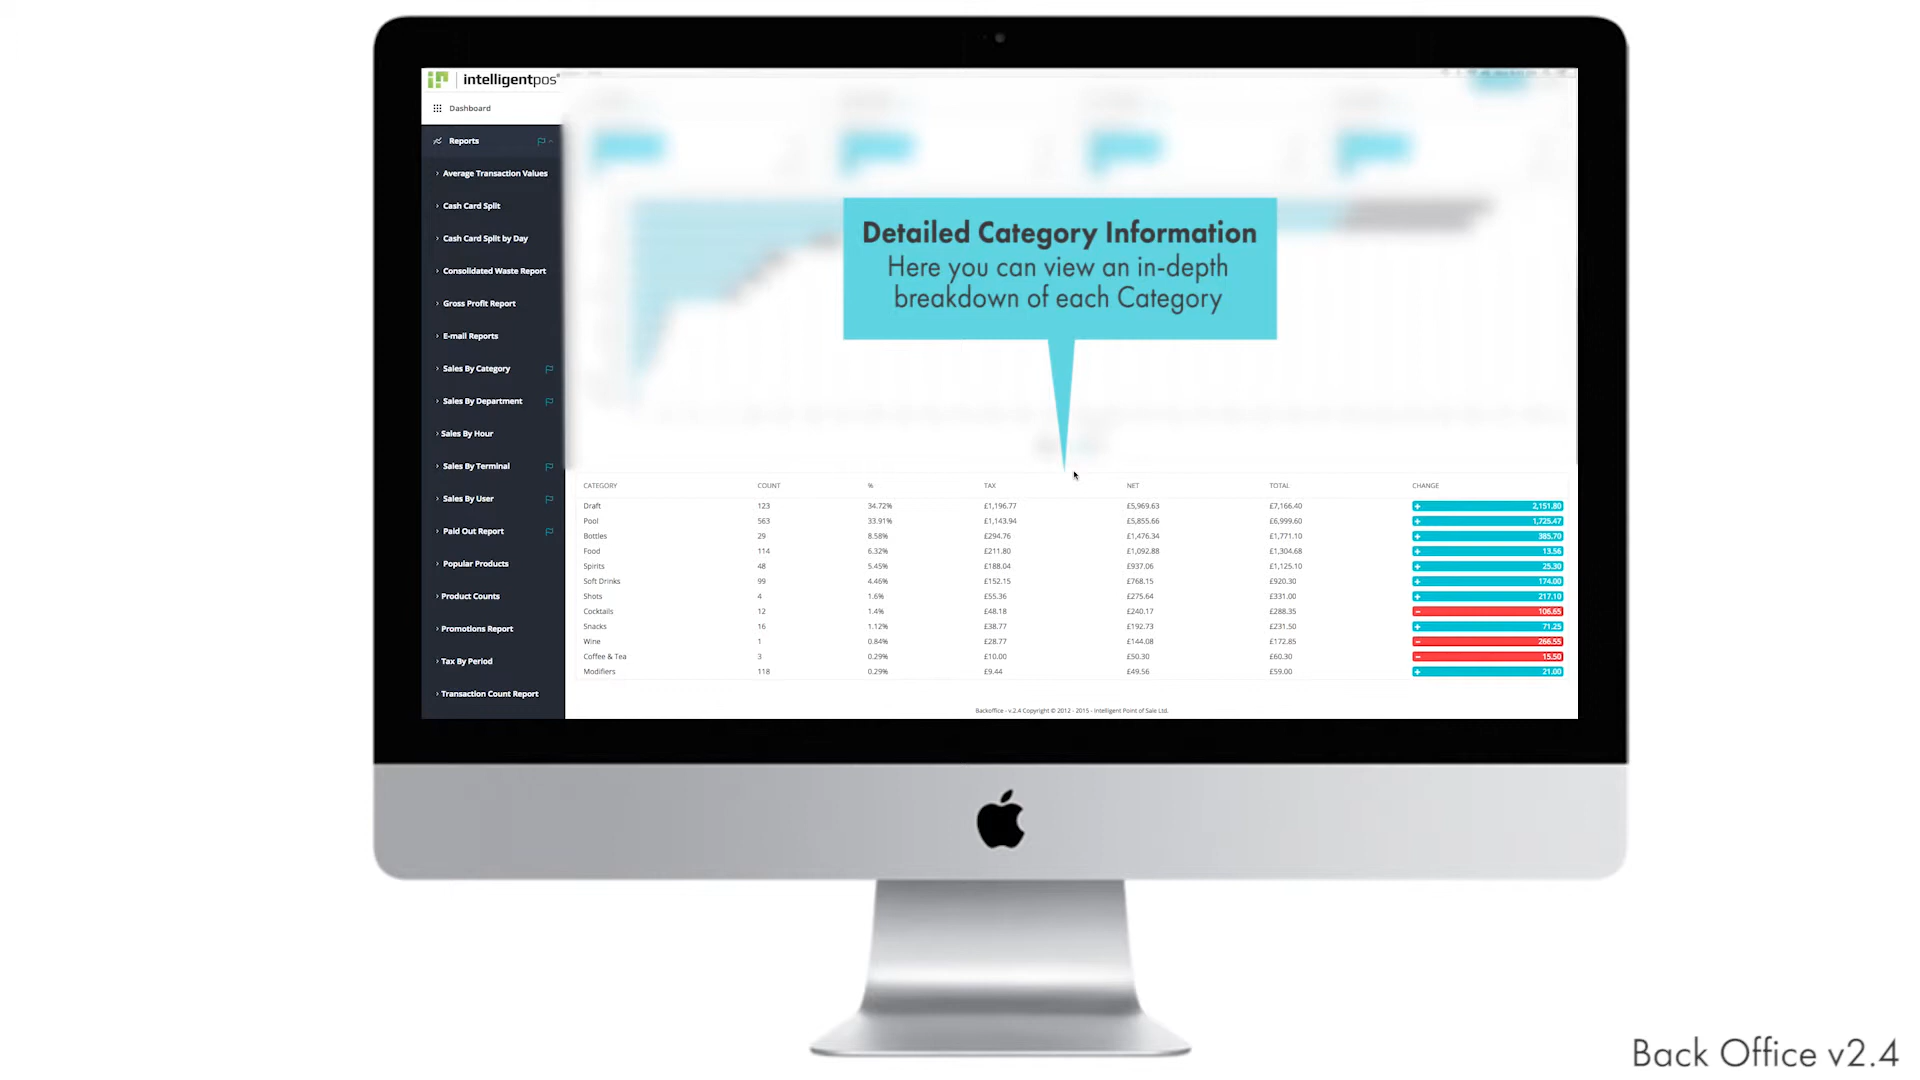 intelligentpos
Dashboard
Reports
Average Transaction Values
Cash Card Split
Cash Card Split by Day
Consolidated Waste Report
Gross Profit Report
E-mail Reports
Sales By Category
Sales By Department
Sales By Hour
Sales By Terminal
Sales By User
Paid Out Report
Popular Products
Product Counts
Promotions Report
Tax By Period
Transaction Count Report
Detailed Category Information
Here you can view an in-depth
breakdown of each Category
CATEGORY COUNT % TAX NET TOTAL CHANGE
Draft 123 34.72% £1,196.77 £5,969.63 £7,166.40 + 2,151.80
Pool 563 33.91% £1,143.94 £5,855.66 £6,999.60 + 1,725.47
Bottles 29 8.58% £294.76 £1,476.34 £1,771.10 + 385.70
Food 114 6.32% £211.80 £1,092.88 £1,304.68 + 13.56
Spirits 48 5.45% £188.04 £937.06 £1,125.10 + 25.30
Soft Drinks 99 4.46% £152.15 £768.15 £920.30 + 174.00
Shots 4 1.6% £55.36 £275.64 £331.00 + 217.10
Cocktails 12 1.4% £48.18 £240.17 £288.35 - 106.65
Snacks 16 1.12% £38.77 £192.73 £231.50 + 71.25
Wine 1 0.84% £28.77 £144.08 £172.85 - 266.55
Coffee & Tea 3 0.29% £10.00 £50.30 £60.30 - 15.50
Modifiers 118 0.29% £9.44 £49.56 £59.00 + 21.00
Backoffice - v.2.4 Copyright © 2012 - 2015 - Intelligent Point of Sale Ltd.
Back Office v2.4